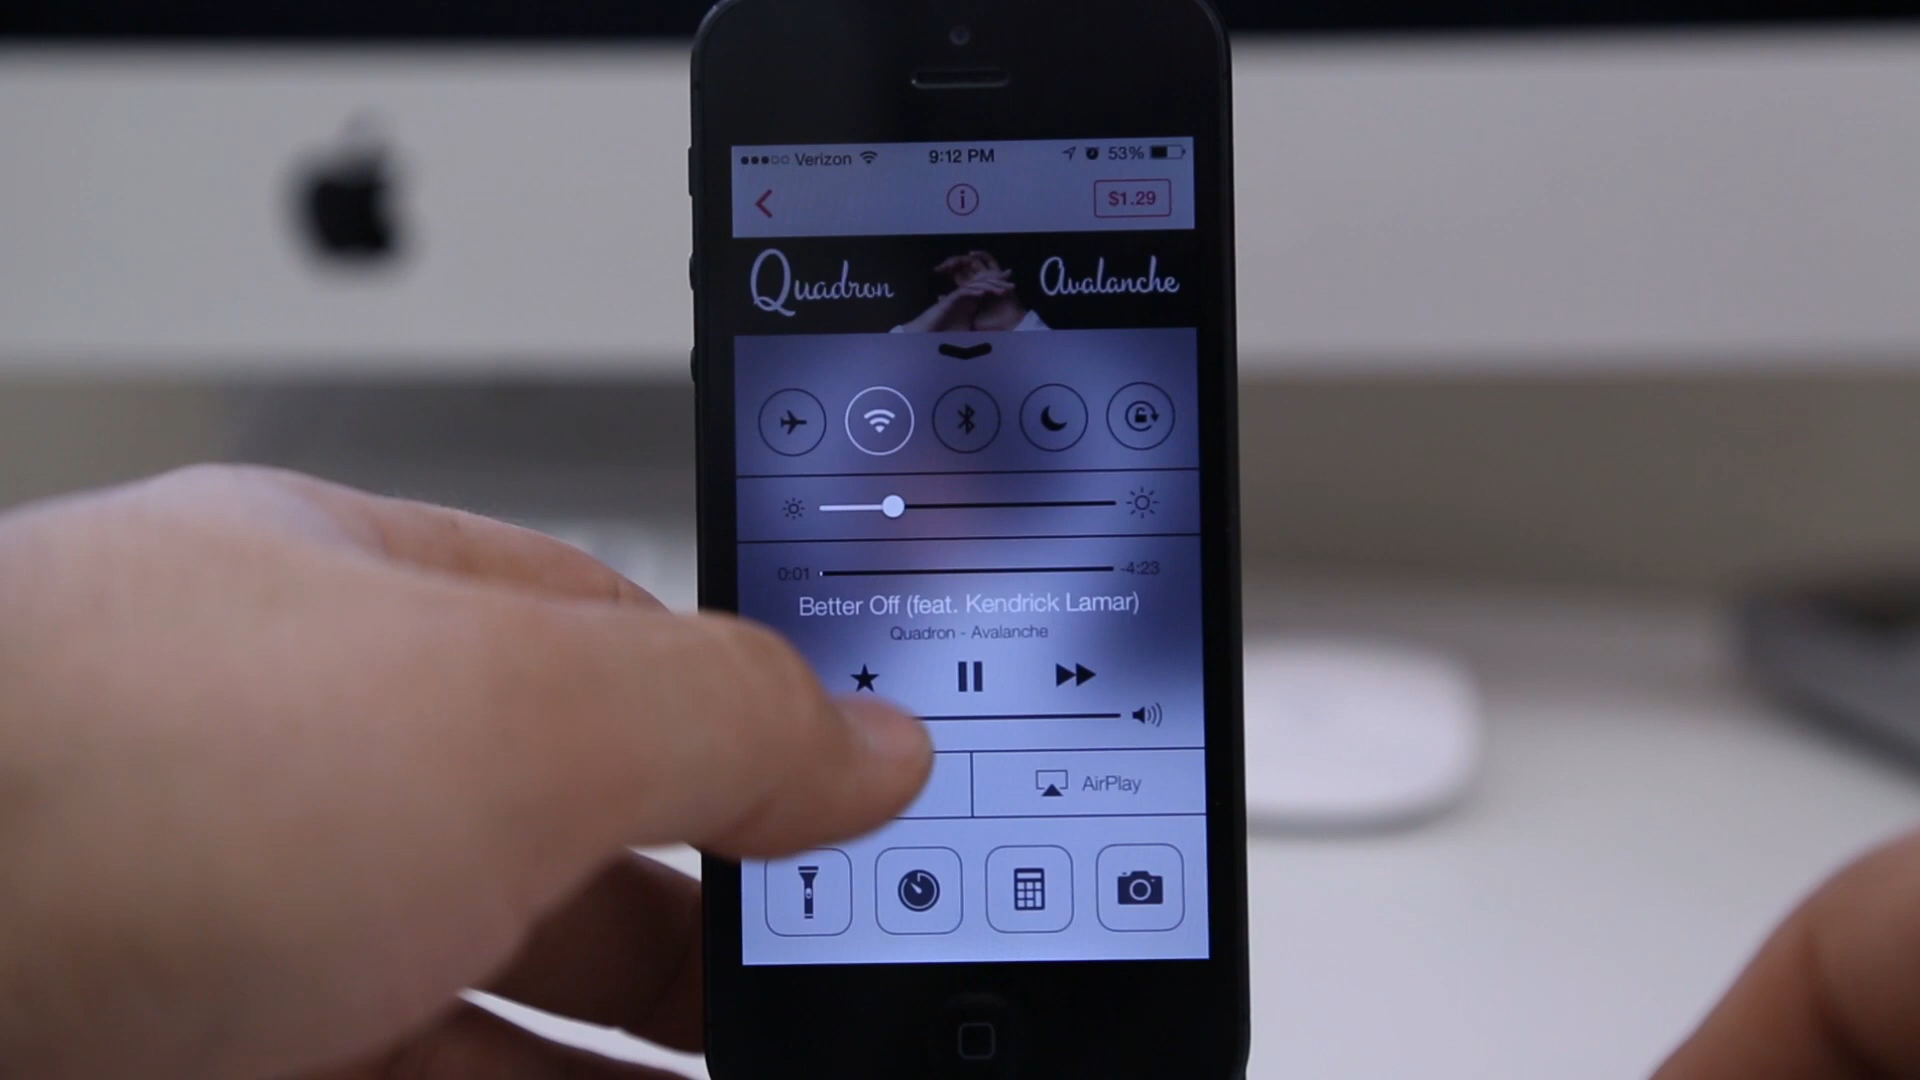 Verizon 9:12 PM 53%
$1.29
Quadron Avalanche
0:01 -4:23
Better Off (feat. Kendrick Lamar)
Quadron - Avalanche
AirPlay